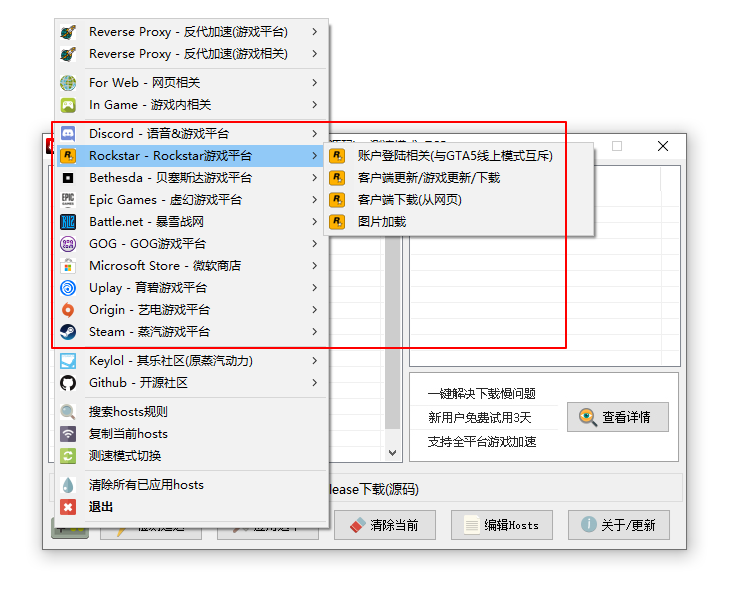 Reverse Proxy - 反代加速(游戏平台)
Reverse Proxy - 反代加速(游戏相关)
For Web - 网页相关
In Game - 游戏内相关
Discord - 语音&游戏平台
Rockstar - Rockstar游戏平台
Bethesda - 贝塞斯达游戏平台
Epic Games - 虚幻游戏平台
Battle.net - 暴雪战网
GOG - GOG游戏平台
Microsoft Store - 微软商店
Uplay - 育碧游戏平台
Origin - 艺电游戏平台
Steam - 蒸汽游戏平台
Keylol - 其乐社区(原蒸汽动力)
Github - 开源社区
搜索hosts规则
复制当前hosts
测速模式切换
清除所有已应用hosts
退出
账户登陆相关(与GTA5线上模式互斥)
客户端更新/游戏更新/下载
客户端下载(从网页)
图片加载
一键解决下载慢问题
新用户免费试用3天
支持全平台游戏加速
查看详情
lease下载(源码)
清除当前
编辑Hosts
关于/更新